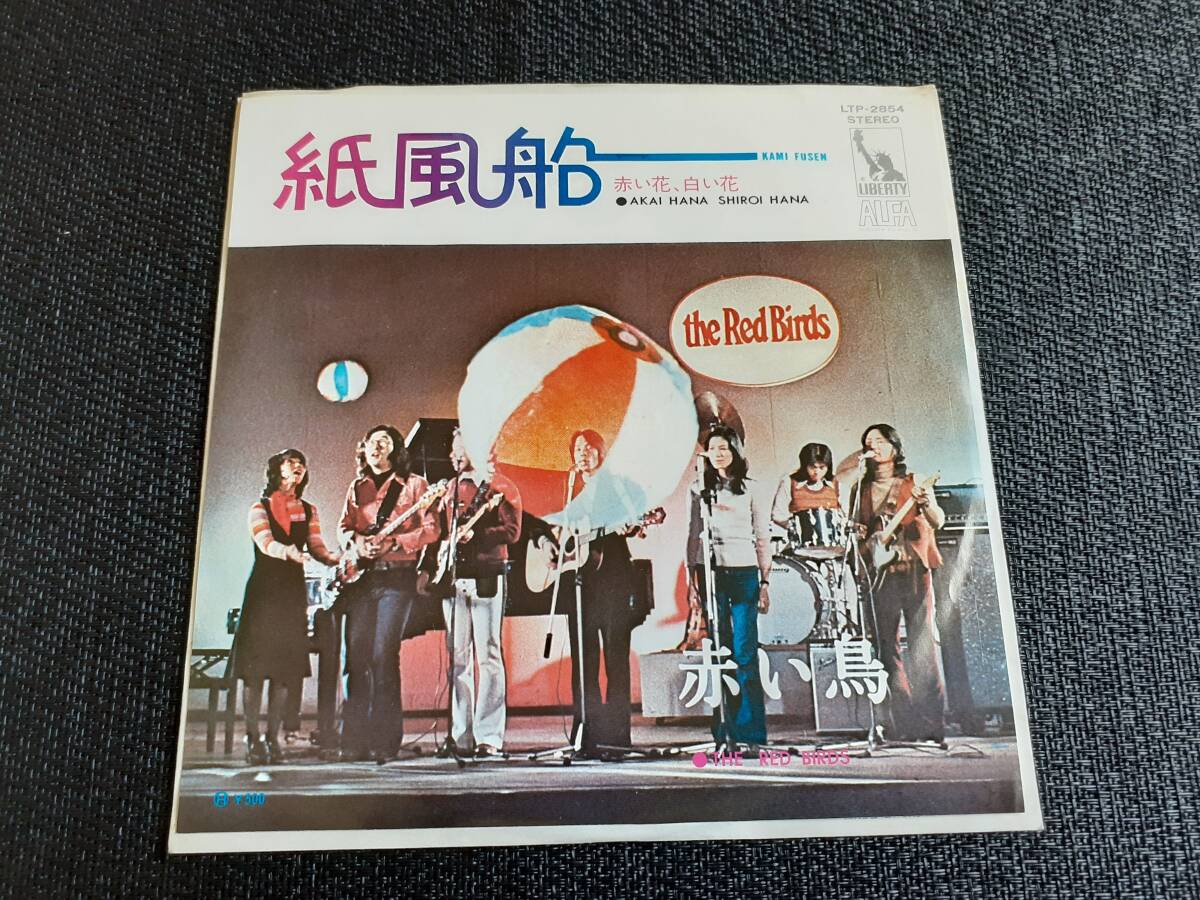 紙風船
KAMI FUSEN
赤い花、白い花
●AKAI HANA SHIROI HANA
LTP-2854
STEREO
LIBERTY
ALFA
the Red Birds
赤い鳥
●THE RED BIRDS
¥500